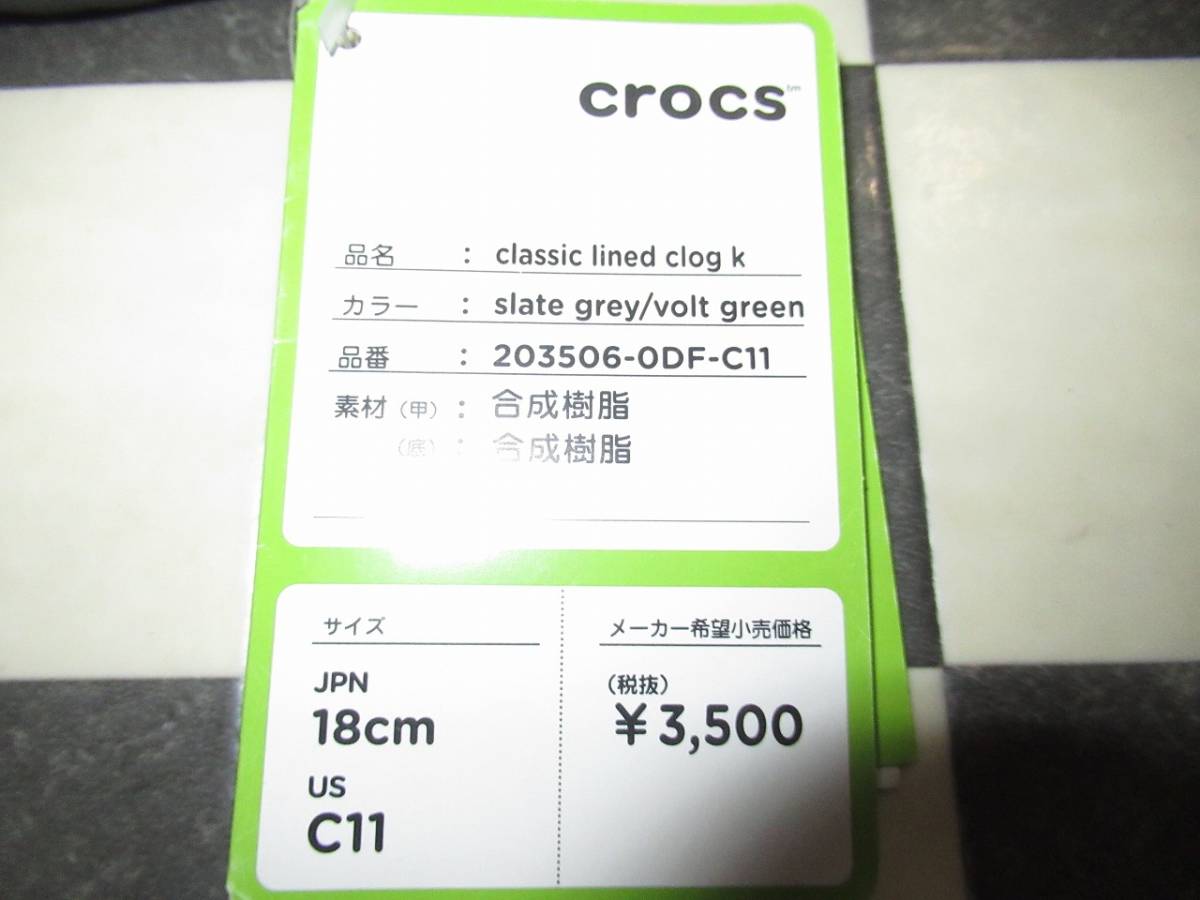 crocs™
品名 : classic lined clog k
カラー : slate grey/volt green
品番 : 203506-0DF-C11
素材（甲）: 合成樹脂
（底）: 合成樹脂
サイズ
JPN
18cm
US
C11
メーカー希望小売価格
（税抜）
￥3,500